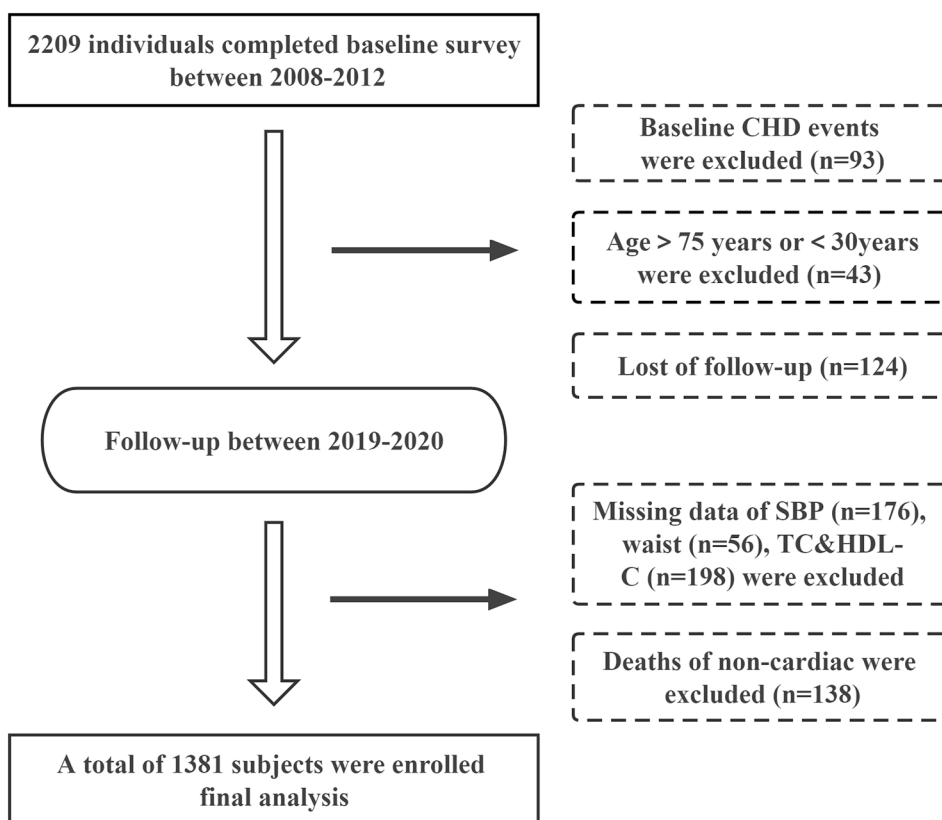 2209 individuals completed baseline survey
between 2008-2012
Baseline CHD events
were excluded (n=93)
Age > 75 years or < 30years
were excluded (n=43)
Lost of follow-up (n=124)
Follow-up between 2019-2020
Missing data of SBP (n=176),
waist (n=56), TC&HDL-
C (n=198) were excluded
Deaths of non-cardiac were
excluded (n=138)
A total of 1381 subjects were enrolled
final analysis